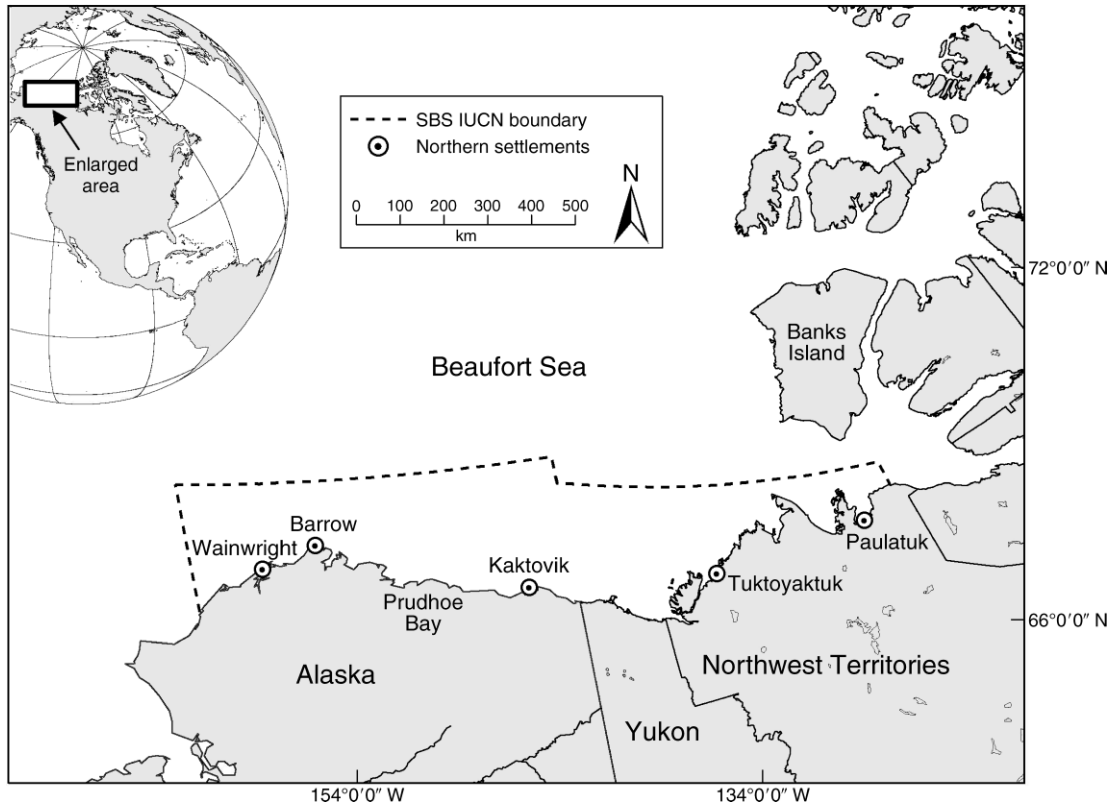 Enlarged
area
SBS IUCN boundary
Northern settlements
N
0 100 200 300 400 500
km
72°0'0" N
Banks
Island
Beaufort Sea
Barrow
Wainwright
Kaktovik
Paulatuk
Tuktoyaktuk
Prudhoe
Bay
66°0'0" N
Alaska
Northwest Territories
Yukon
154°0'0" W
134°0'0" W